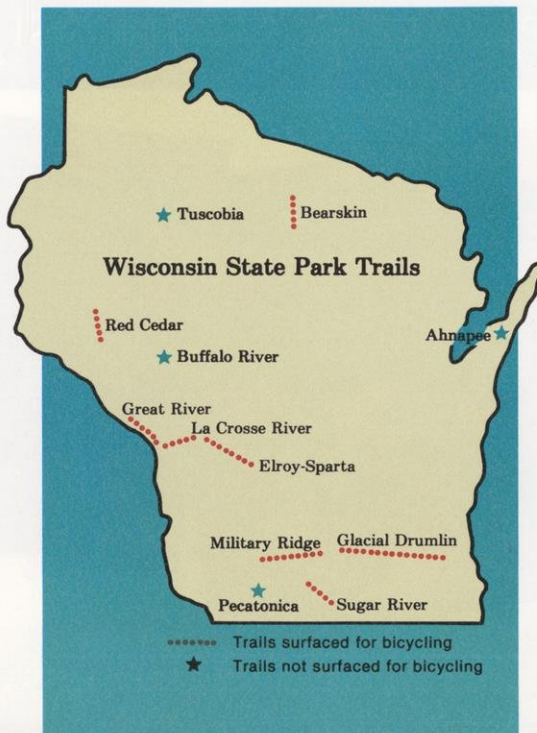 Tuscobia
Bearskin
Wisconsin State Park Trails
Red Cedar
Ahnapee
Buffalo River
Great River
La Crosse River
Elroy-Sparta
Military Ridge
Glacial Drumlin
Pecatonica
Sugar River
Trails surfaced for bicycling
Trails not surfaced for bicycling